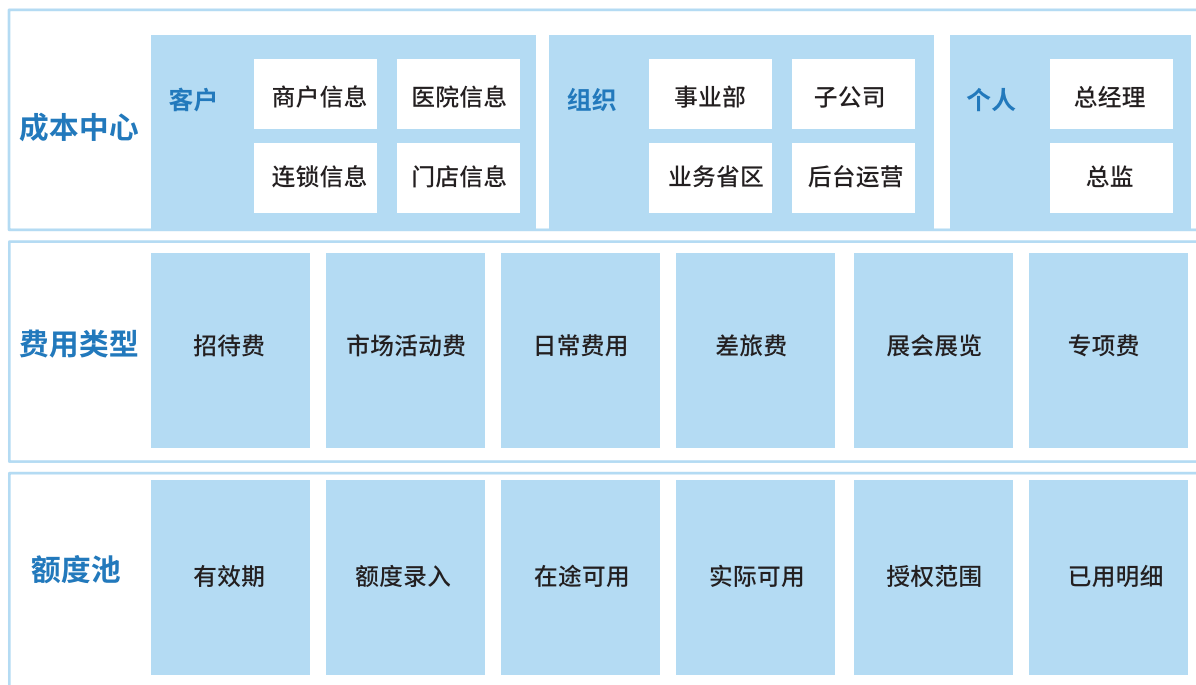 成本中心
客户
商户信息
医院信息
连锁信息
门店信息
组织
事业部
子公司
业务省区
后台运营
个人
总经理
总监
费用类型
招待费
市场活动费
日常费用
差旅费
展会展览
专项费
额度池
有效期
额度录入
在途可用
实际可用
授权范围
已用明细